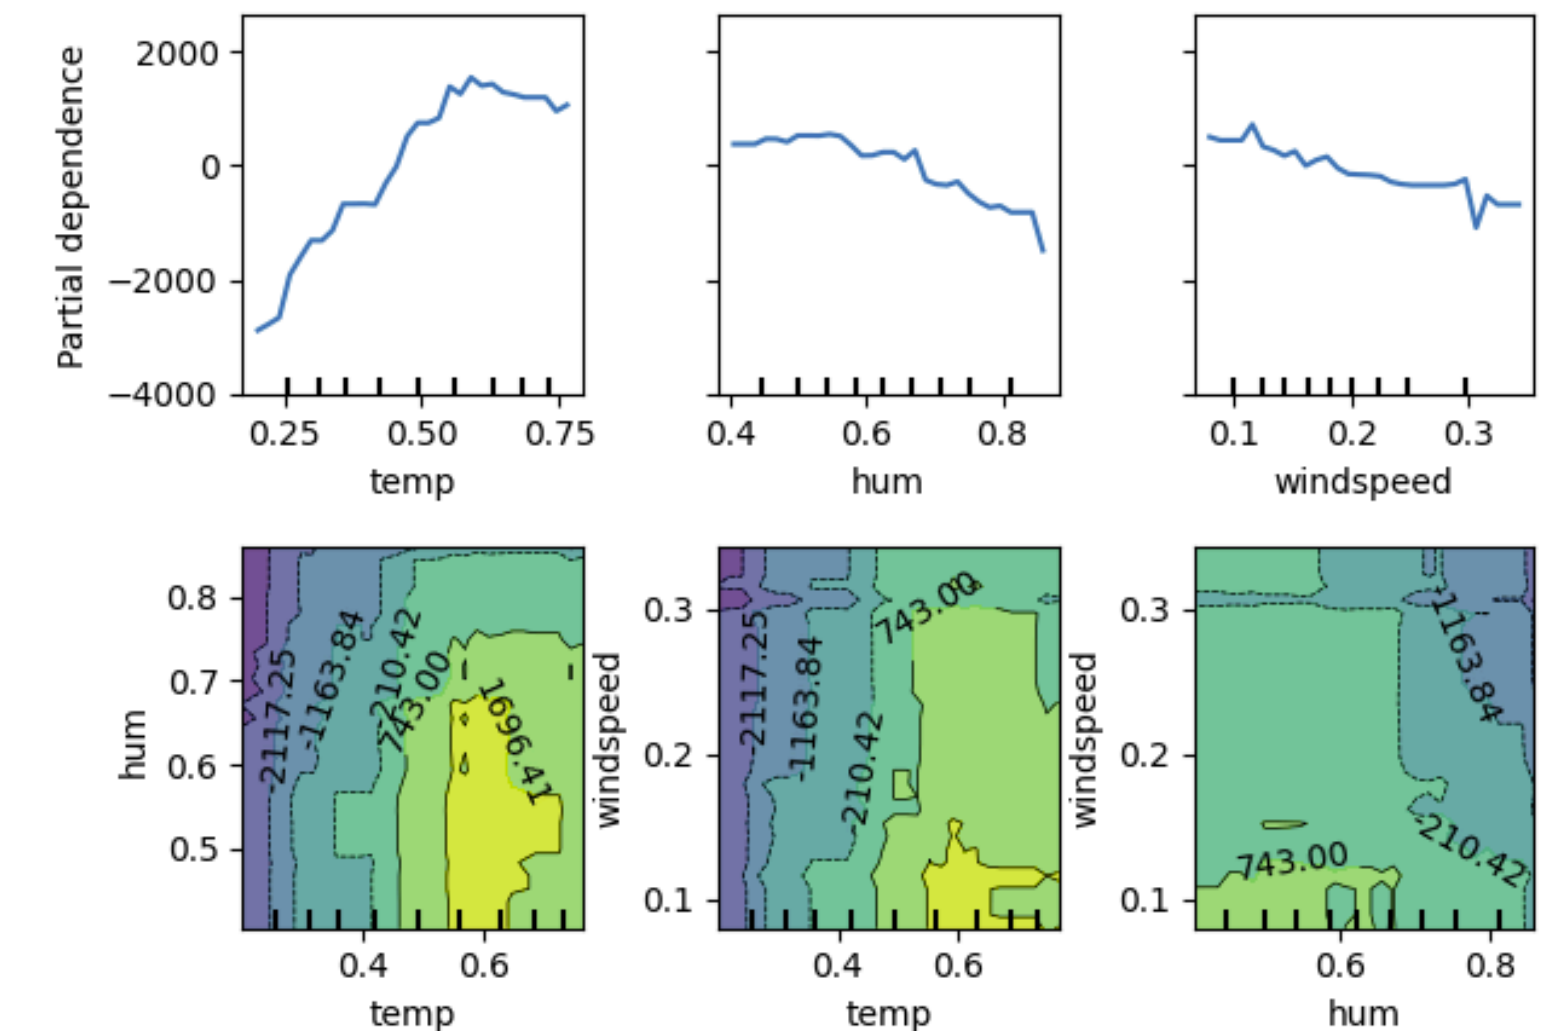 Partial dependence
2000
0
−2000
−4000
0.25 0.50 0.75
temp
0.4 0.6 0.8
hum
0.1 0.2 0.3
windspeed
hum
0.8
0.7
0.6
0.5
-2117.25
-1163.84
-210.42
743.00
1696.41
0.4 0.6
temp
windspeed
0.3
0.2
0.1
2117.25
-1163.84
-210.42
743.00
0.4 0.6
temp
windspeed
0.3
0.2
0.1
-1163.84
-210.42
743.00
0.6 0.8
hum